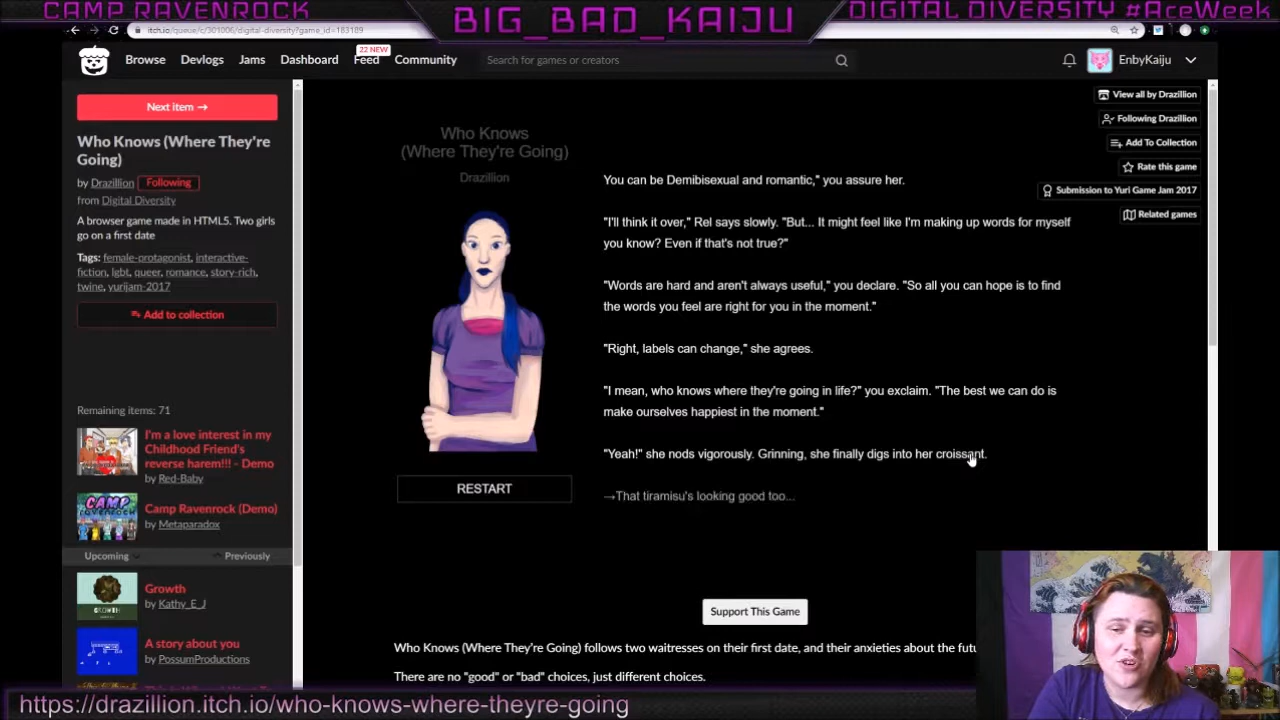 CAMP RAVENROCK
BIG_BAD_KAIJU
DIGITAL DIVERSITY #AceWeek
itch.io/queue/c/301006/digital-diversity?game_id=183189
Browse
Devlogs
Jams
Dashboard
22 NEW
Feed
Community
Search for games or creators
EnbyKaiju
Next item →
Who Knows (Where They're
Going)
by Drazillion Following
from Digital Diversity
A browser game made in HTML5. Two girls
go on a first date
Tags: female-protagonist, interactive-
fiction, lgbt, queer, romance, story-rich,
twine, yurijam-2017
Add to collection
Remaining items: 71
I'm a love interest in my
Childhood Friend's
reverse harem!!! - Demo
by Red-Baby
CAMP
RAVENROCK
Camp Ravenrock (Demo)
by Metaparadox
Upcoming
Previously
GROWTH
Growth
by Kathy_E_J
A story about you
by PossumProductions
Who Knows
(Where They're Going)
Drazillion
RESTART
You can be Demibisexual and romantic," you assure her.
"I'll think it over," Rel says slowly. "But... It might feel like I'm making up words for myself
you know? Even if that's not true?"
"Words are hard and aren't always useful," you declare. "So all you can hope is to find
the words you feel are right for you in the moment."
"Right, labels can change," she agrees.
"I mean, who knows where they're going in life?" you exclaim. "The best we can do is
make ourselves happiest in the moment."
"Yeah!" she nods vigorously. Grinning, she finally digs into her croissant.
→That tiramisu's looking good too...
View all by Drazillion
Following Drazillion
Add To Collection
Rate this game
Submission to Yuri Game Jam 2017
Related games
Support This Game
Who Knows (Where They're Going) follows two waitresses on their first date, and their anxieties about the futu
There are no "good" or "bad" choices, just different choices.
https://drazillion.itch.io/who-knows-where-theyre-going